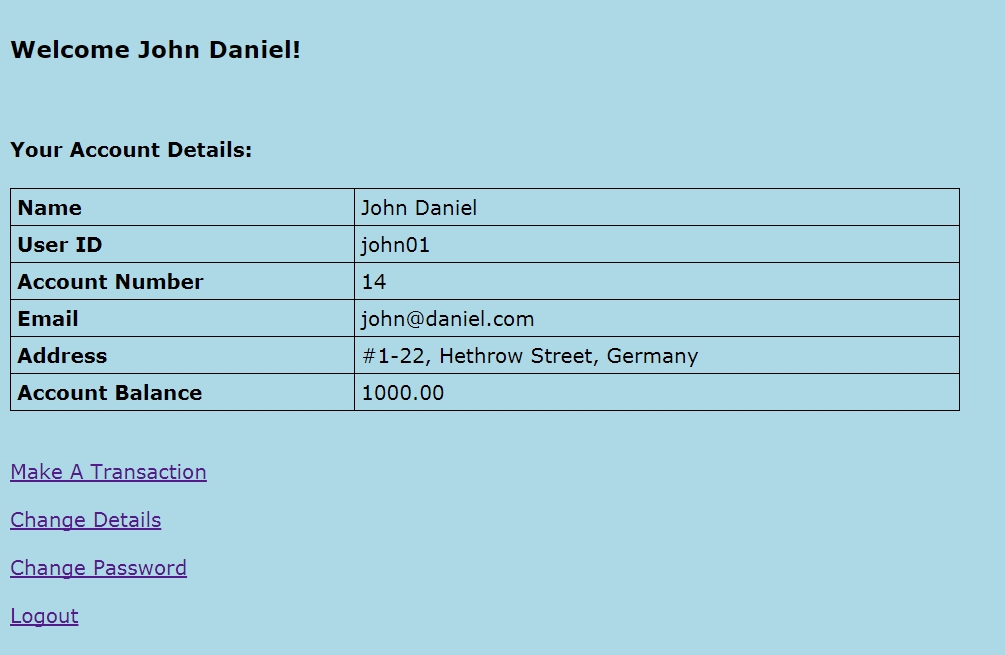 Welcome John Daniel!
Your Account Details:
Name John Daniel
User ID john01
Account Number 14
Email john@daniel.com
Address #1-22, Hethrow Street, Germany
Account Balance 1000.00
Make A Transaction
Change Details
Change Password
Logout